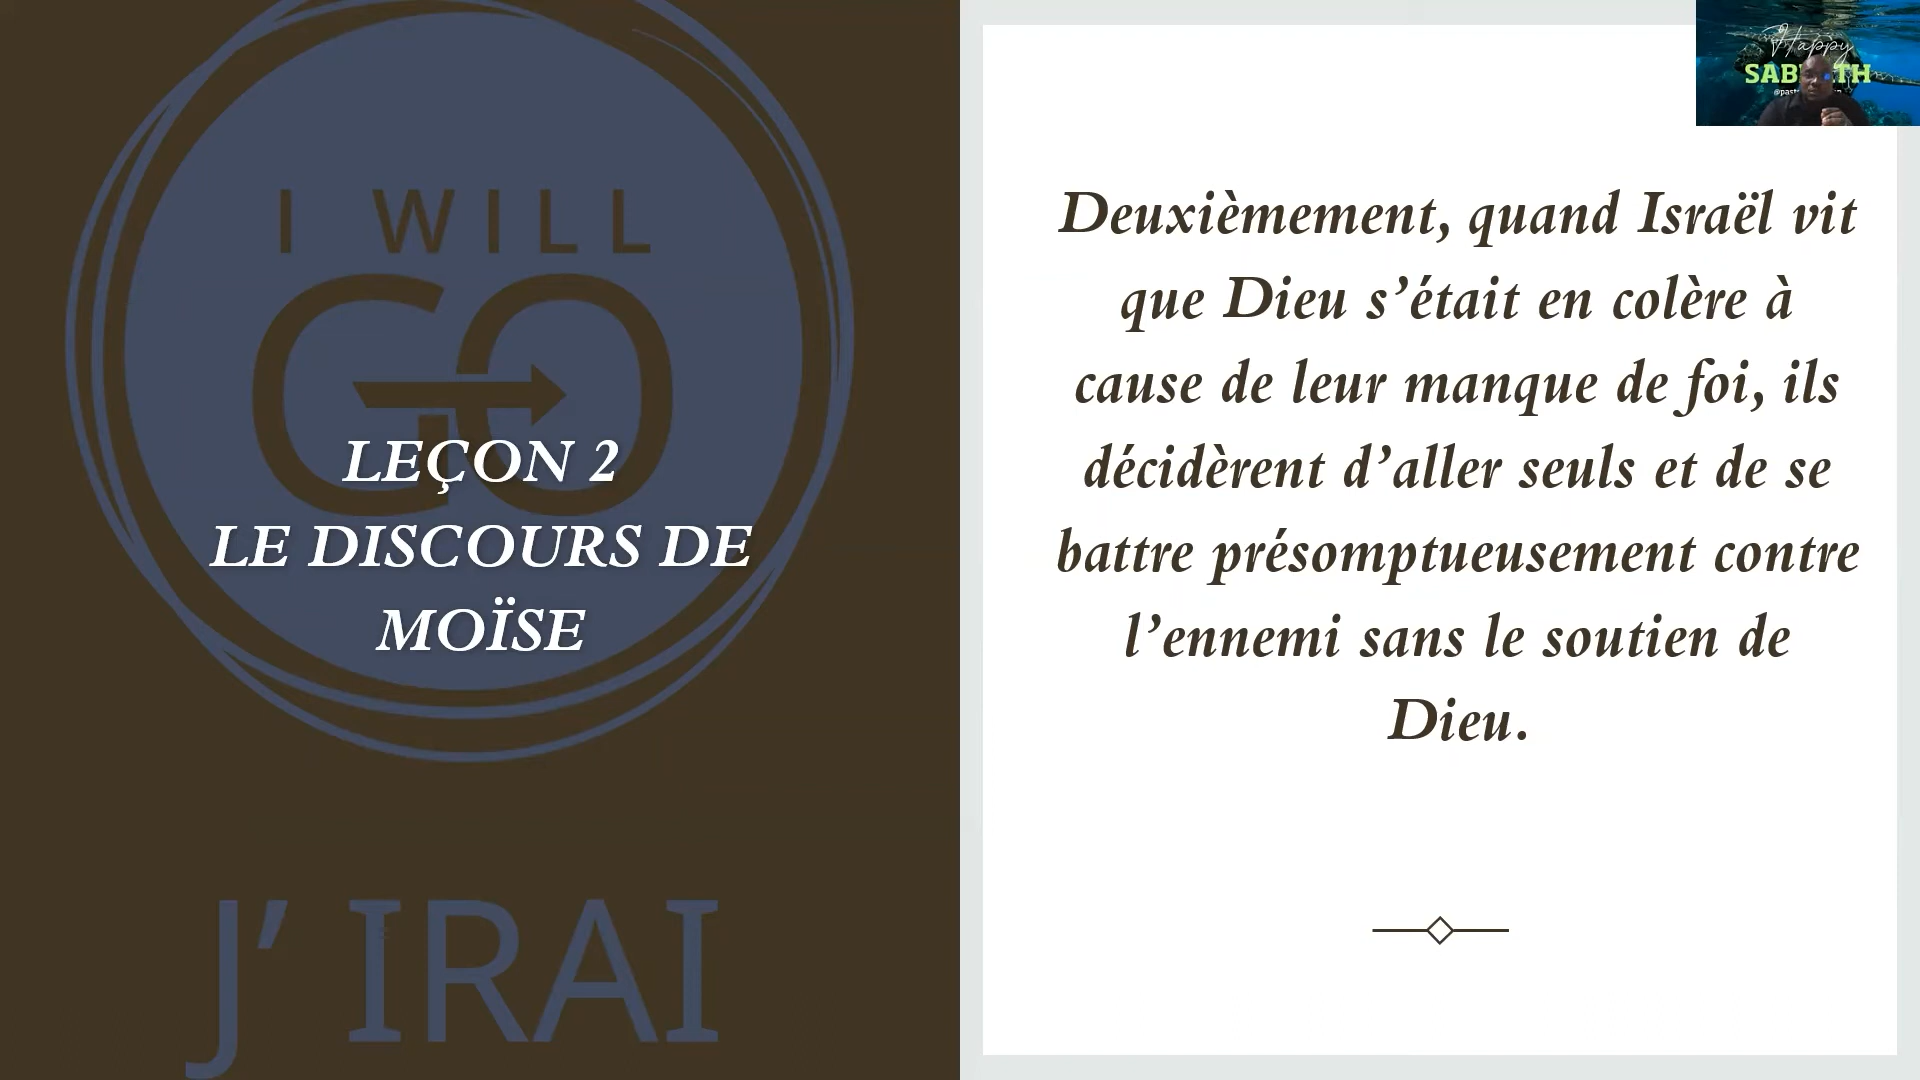 I WILL
GO
LEÇON 2
LE DISCOURS DE
MOÏSE
J’ IRAI
Happy
Deuxièmement, quand Israël vit
que Dieu s’était en colère à
cause de leur manque de foi, ils
décidèrent d’aller seuls et de se
battre présomptueusement contre
l’ennemi sans le soutien de
Dieu.